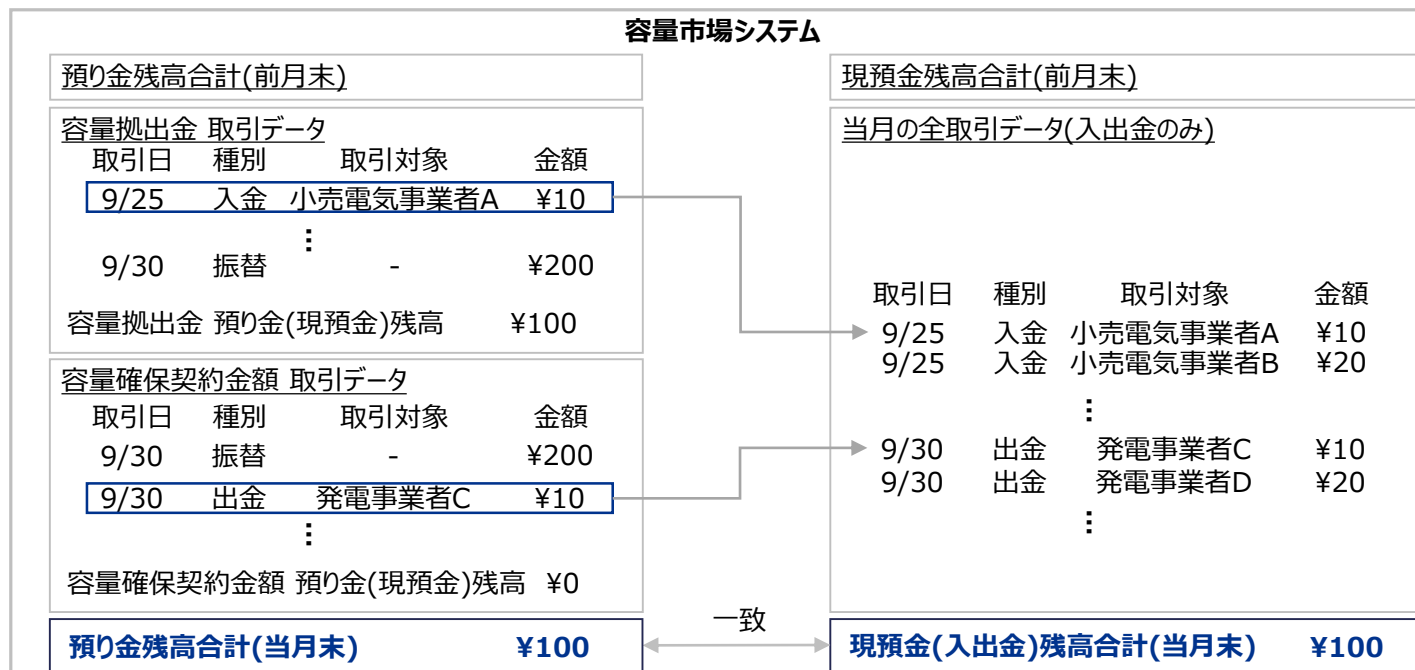 容量市場システム
預り金残高合計(前月末)
容量拠出金 取引データ
取引日 種別 取引対象 金額
9/25 入金 小売電気事業者A ¥10
⋮
9/30 振替 - ¥200
容量拠出金 預り金(現預金)残高 ¥100
容量確保契約金額 取引データ
取引日 種別 取引対象 金額
9/30 振替 - ¥200
9/30 出金 発電事業者C ¥10
⋮
容量確保契約金額 預り金(現預金)残高 ¥0
預り金残高合計(当月末) ¥100
一致
現預金残高合計(前月末)
当月の全取引データ(入出金のみ)
取引日 種別 取引対象 金額
9/25 入金 小売電気事業者A ¥10
9/25 入金 小売電気事業者B ¥20
⋮
9/30 出金 発電事業者C ¥10
9/30 出金 発電事業者D ¥20
⋮
現預金(入出金)残高合計(当月末) ¥100